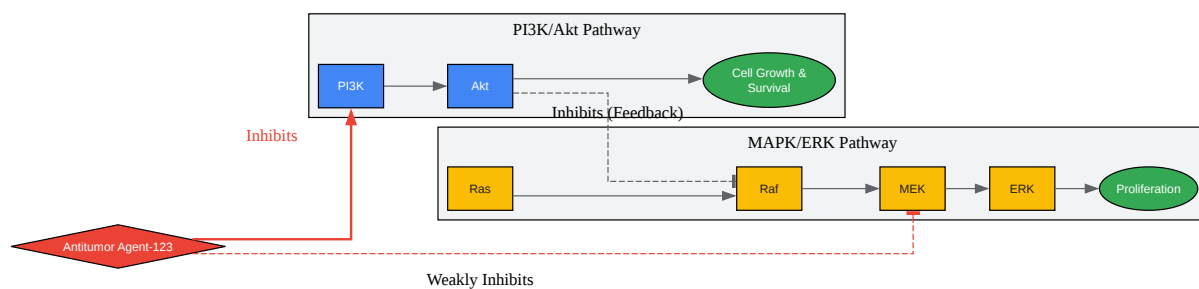 PI3K/Akt Pathway
PI3K
Akt
Cell Growth &
Survival
Inhibits (Feedback)
Inhibits
MAPK/ERK Pathway
Ras
Raf
MEK
ERK
Proliferation
Antitumor Agent-123
Weakly Inhibits